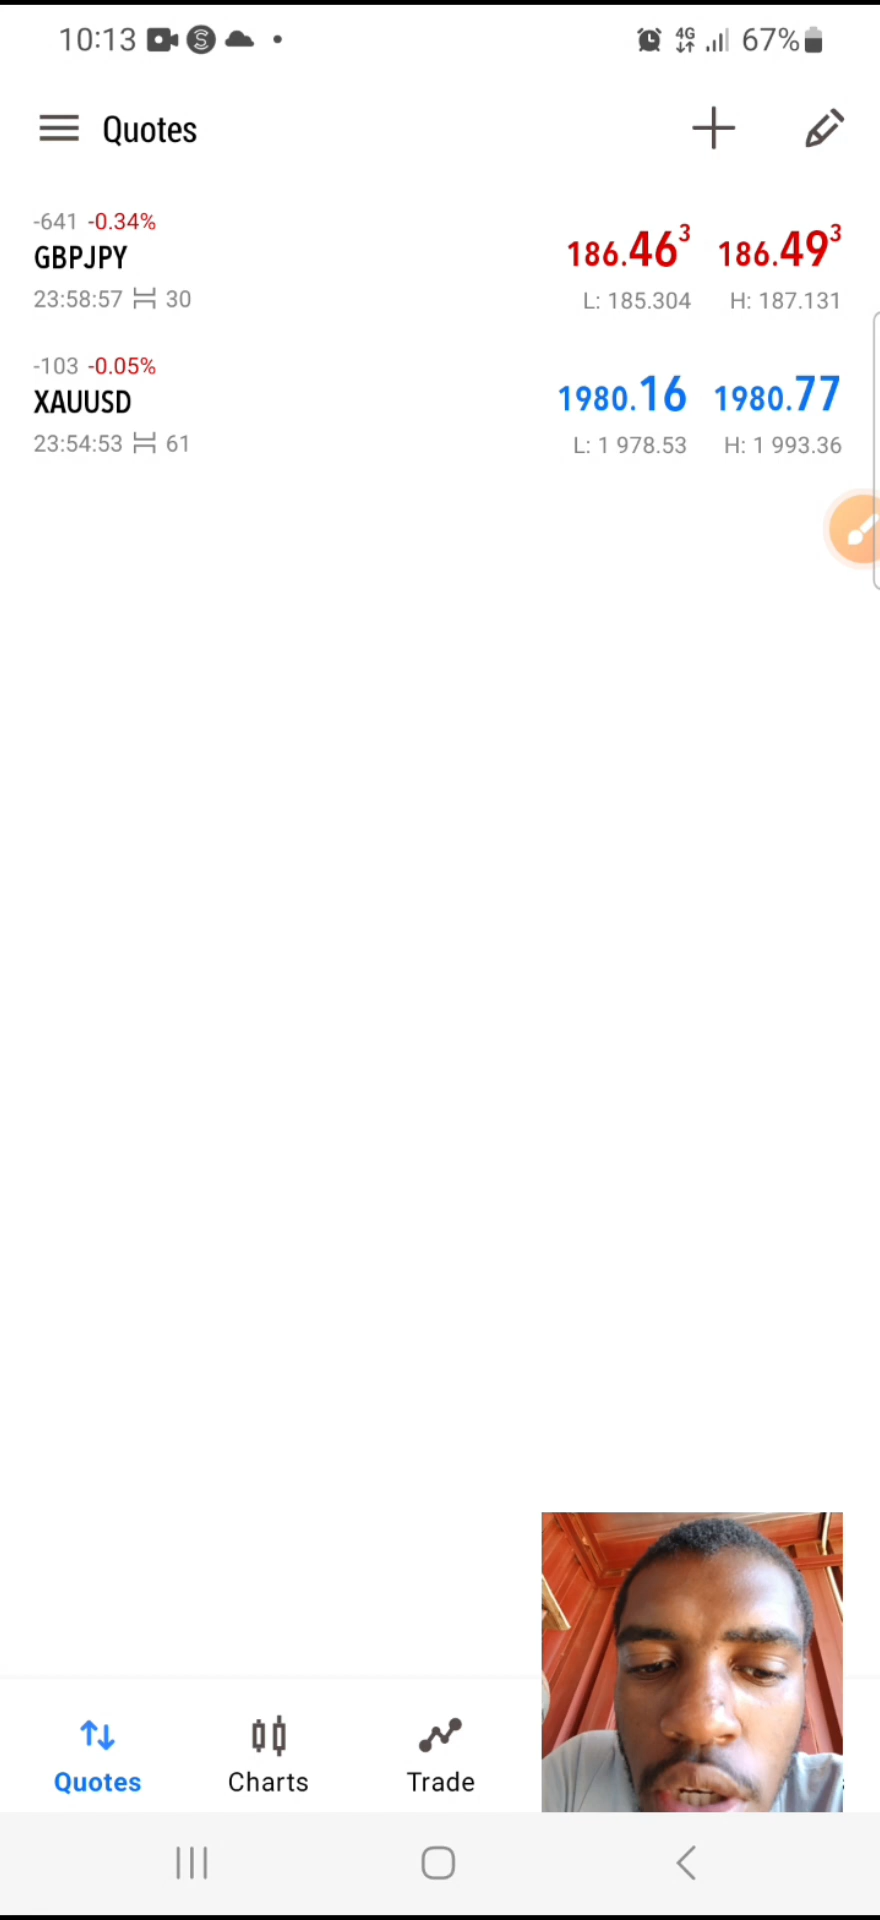 10:13 4G 67%
Quotes
-641 -0.34%
GBPJPY 186.46³ 186.49³
23:58:57 30 L: 185.304 H: 187.131
-103 -0.05%
XAUUSD 1980.16 1980.77
23:54:53 61 L: 1 978.53 H: 1 993.36
Quotes Charts Trade